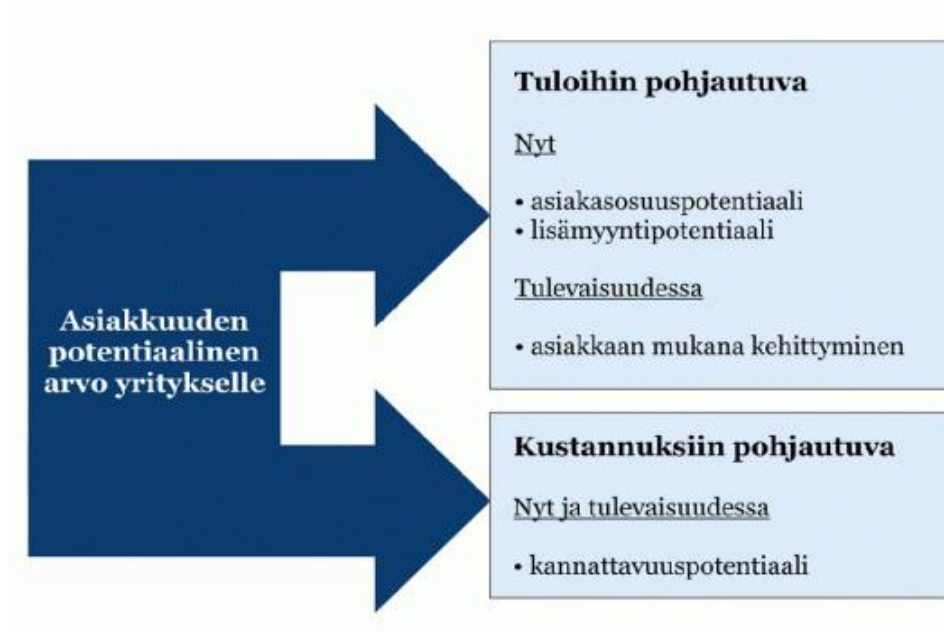 Asiakkuuden
potentiaalinen
arvo yritykselle
Tuloihin pohjautuva
Nyt
• asiakasosuuspotentiaali
• lisämyyntipotentiaali
Tulevaisuudessa
• asiakkaan mukana kehittyminen
Kustannuksiin pohjautuva
Nyt ja tulevaisuudessa
• kannattavuuspotentiaali